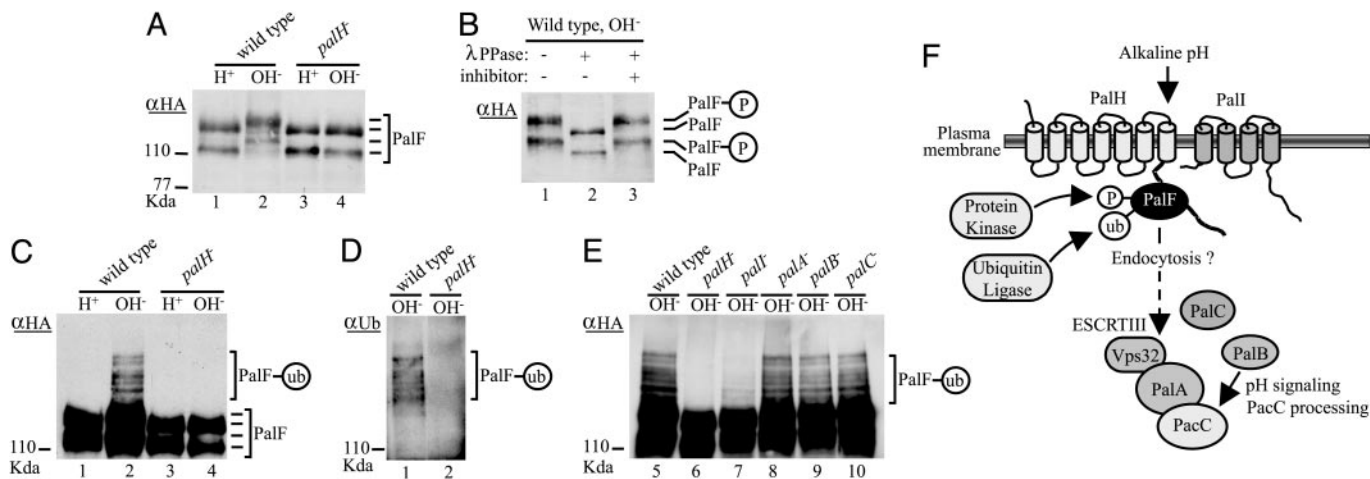 A
wild type palH-
H+ OH- H+ OH-
αHA
PalF
110
77
Kda 1 2 3 4
B
Wild type, OH-
λ PPase: - + +
inhibitor: - - +
αHA
PalF P
PalF
PalF P
PalF
1 2 3
C
wild type palH-
H+ OH- H+ OH-
αHA
PalF ub
PalF
110
Kda 1 2 3 4
D
wild type palH-
OH- OH-
αUb
PalF ub
110
Kda 1 2
E
wild type palH- palI- palA- palB- palC-
OH- OH- OH- OH- OH- OH-
αHA
PalF ub
110
Kda 5 6 7 8 9 10
F
Alkaline pH
PalH PalI
Plasma
membrane
Protein
Kinase
P PalF
ub
Ubiquitin
Ligase
Endocytosis ?
PalC
ESCRTIII
Vps32
PalB
PalA
pH signaling
PacC processing
PacC